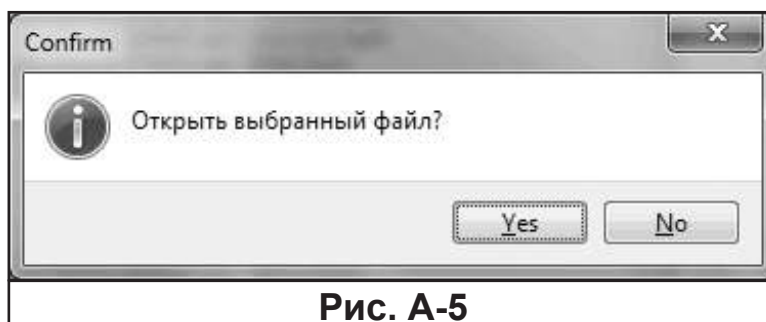 Confirm
Открыть выбранный файл?
Yes
No
Рис. А-5